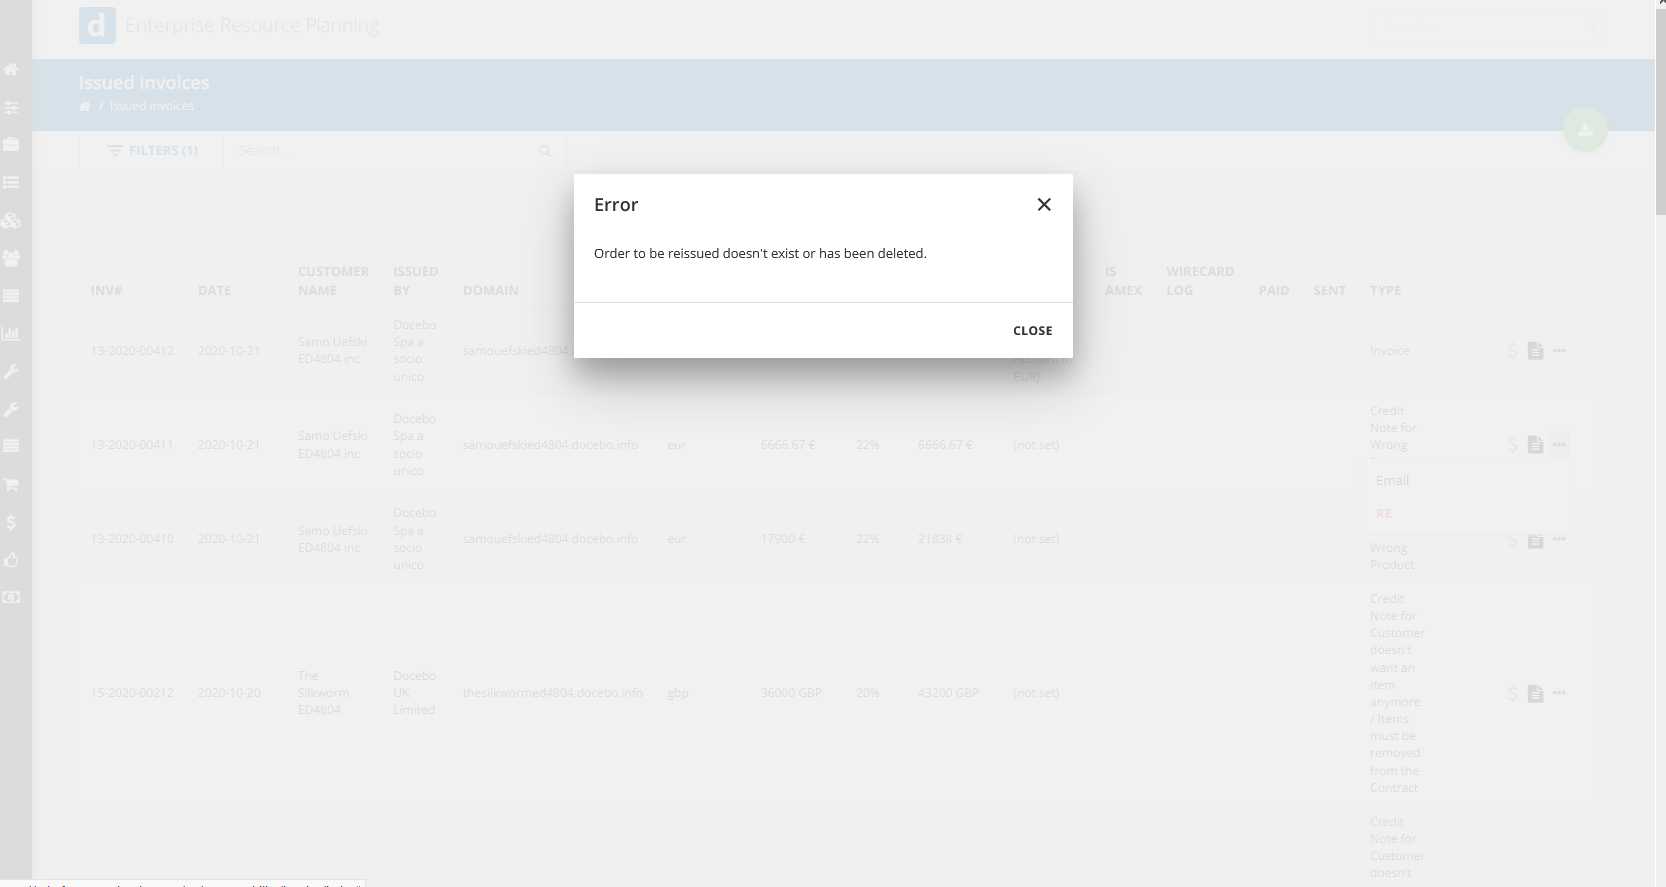 d Enterprise Resource Planning
Issued invoices
/ Issued invoices
FILTERS (1)
Search...
Error
Order to be reissued doesn't exist or has been deleted.
CLOSE
INV#
DATE
CUSTOMER
NAME
ISSUED
BY
DOMAIN
IS
AMEX
WIRECARD
LOG
PAID
SENT
TYPE
13-2020-00412
2020-10-21
Samo Uefski
ED4804 inc
Docebo
Spa a
socio
unico
samouefskied4804.
EUR)
Invoice
13-2020-00411
2020-10-21
Samo Uefski
ED4804 inc
Docebo
Spa a
socio
unico
samouefskied4804.docebo.info
eur
6666.67 €
22%
6666.67 €
(not set)
Credit
Note for
Wrong
Email
RE
13-2020-00410
2020-10-21
Samo Uefski
ED4804 inc
Docebo
Spa a
socio
unico
samouefskied4804.docebo.info
eur
17900 €
22%
21838 €
(not set)
Wrong
Product
15-2020-00212
2020-10-20
The
Silkworm
ED4804
Docebo
UK
Limited
thesilkwormed4804.docebo.info
gbp
36000 GBP
20%
43200 GBP
(not set)
Credit
Note for
Customer
doesn't
want an
item
anymore
/ Items
must be
removed
from the
Contract
Credit
Note for
Customer
doesn't